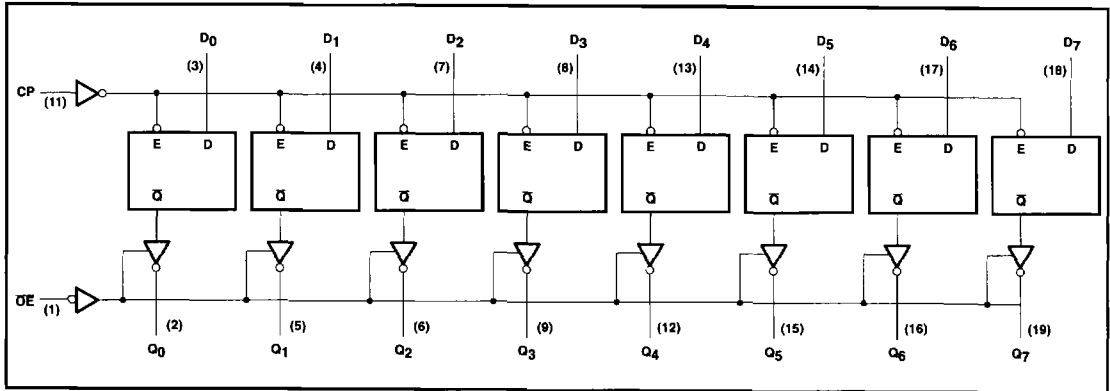 D0 D1 D2 D3 D4 D5 D6 D7
(3) (4) (7) (8) (13) (14) (17) (18)
CP
(11)
E D E D E D E D E D E D E D E D
Q̅ Q̅ Q̅ Q̅ Q̅ Q̅ Q̅ Q̅
O̅E̅
(1)
(2) (5) (6) (9) (12) (15) (16) (19)
Q0 Q1 Q2 Q3 Q4 Q5 Q6 Q7